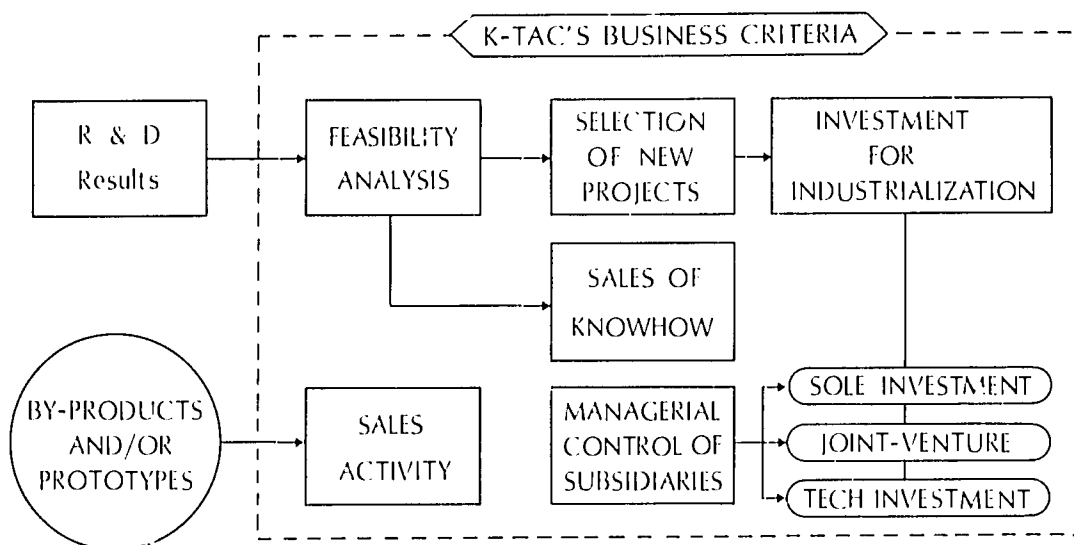 K-TAC'S BUSINESS CRITERIA
R & D
Results
FEASIBILITY
ANALYSIS
SELECTION
OF NEW
PROJECTS
INVESTMENT
FOR
INDUSTRIALIZATION
SALES OF
KNOWHOW
BY-PRODUCTS
AND/OR
PROTOTYPES
SALES
ACTIVITY
MANAGERIAL
CONTROL OF
SUBSIDIARIES
SOLE INVESTMENT
JOINT-VENTURE
TECH INVESTMENT